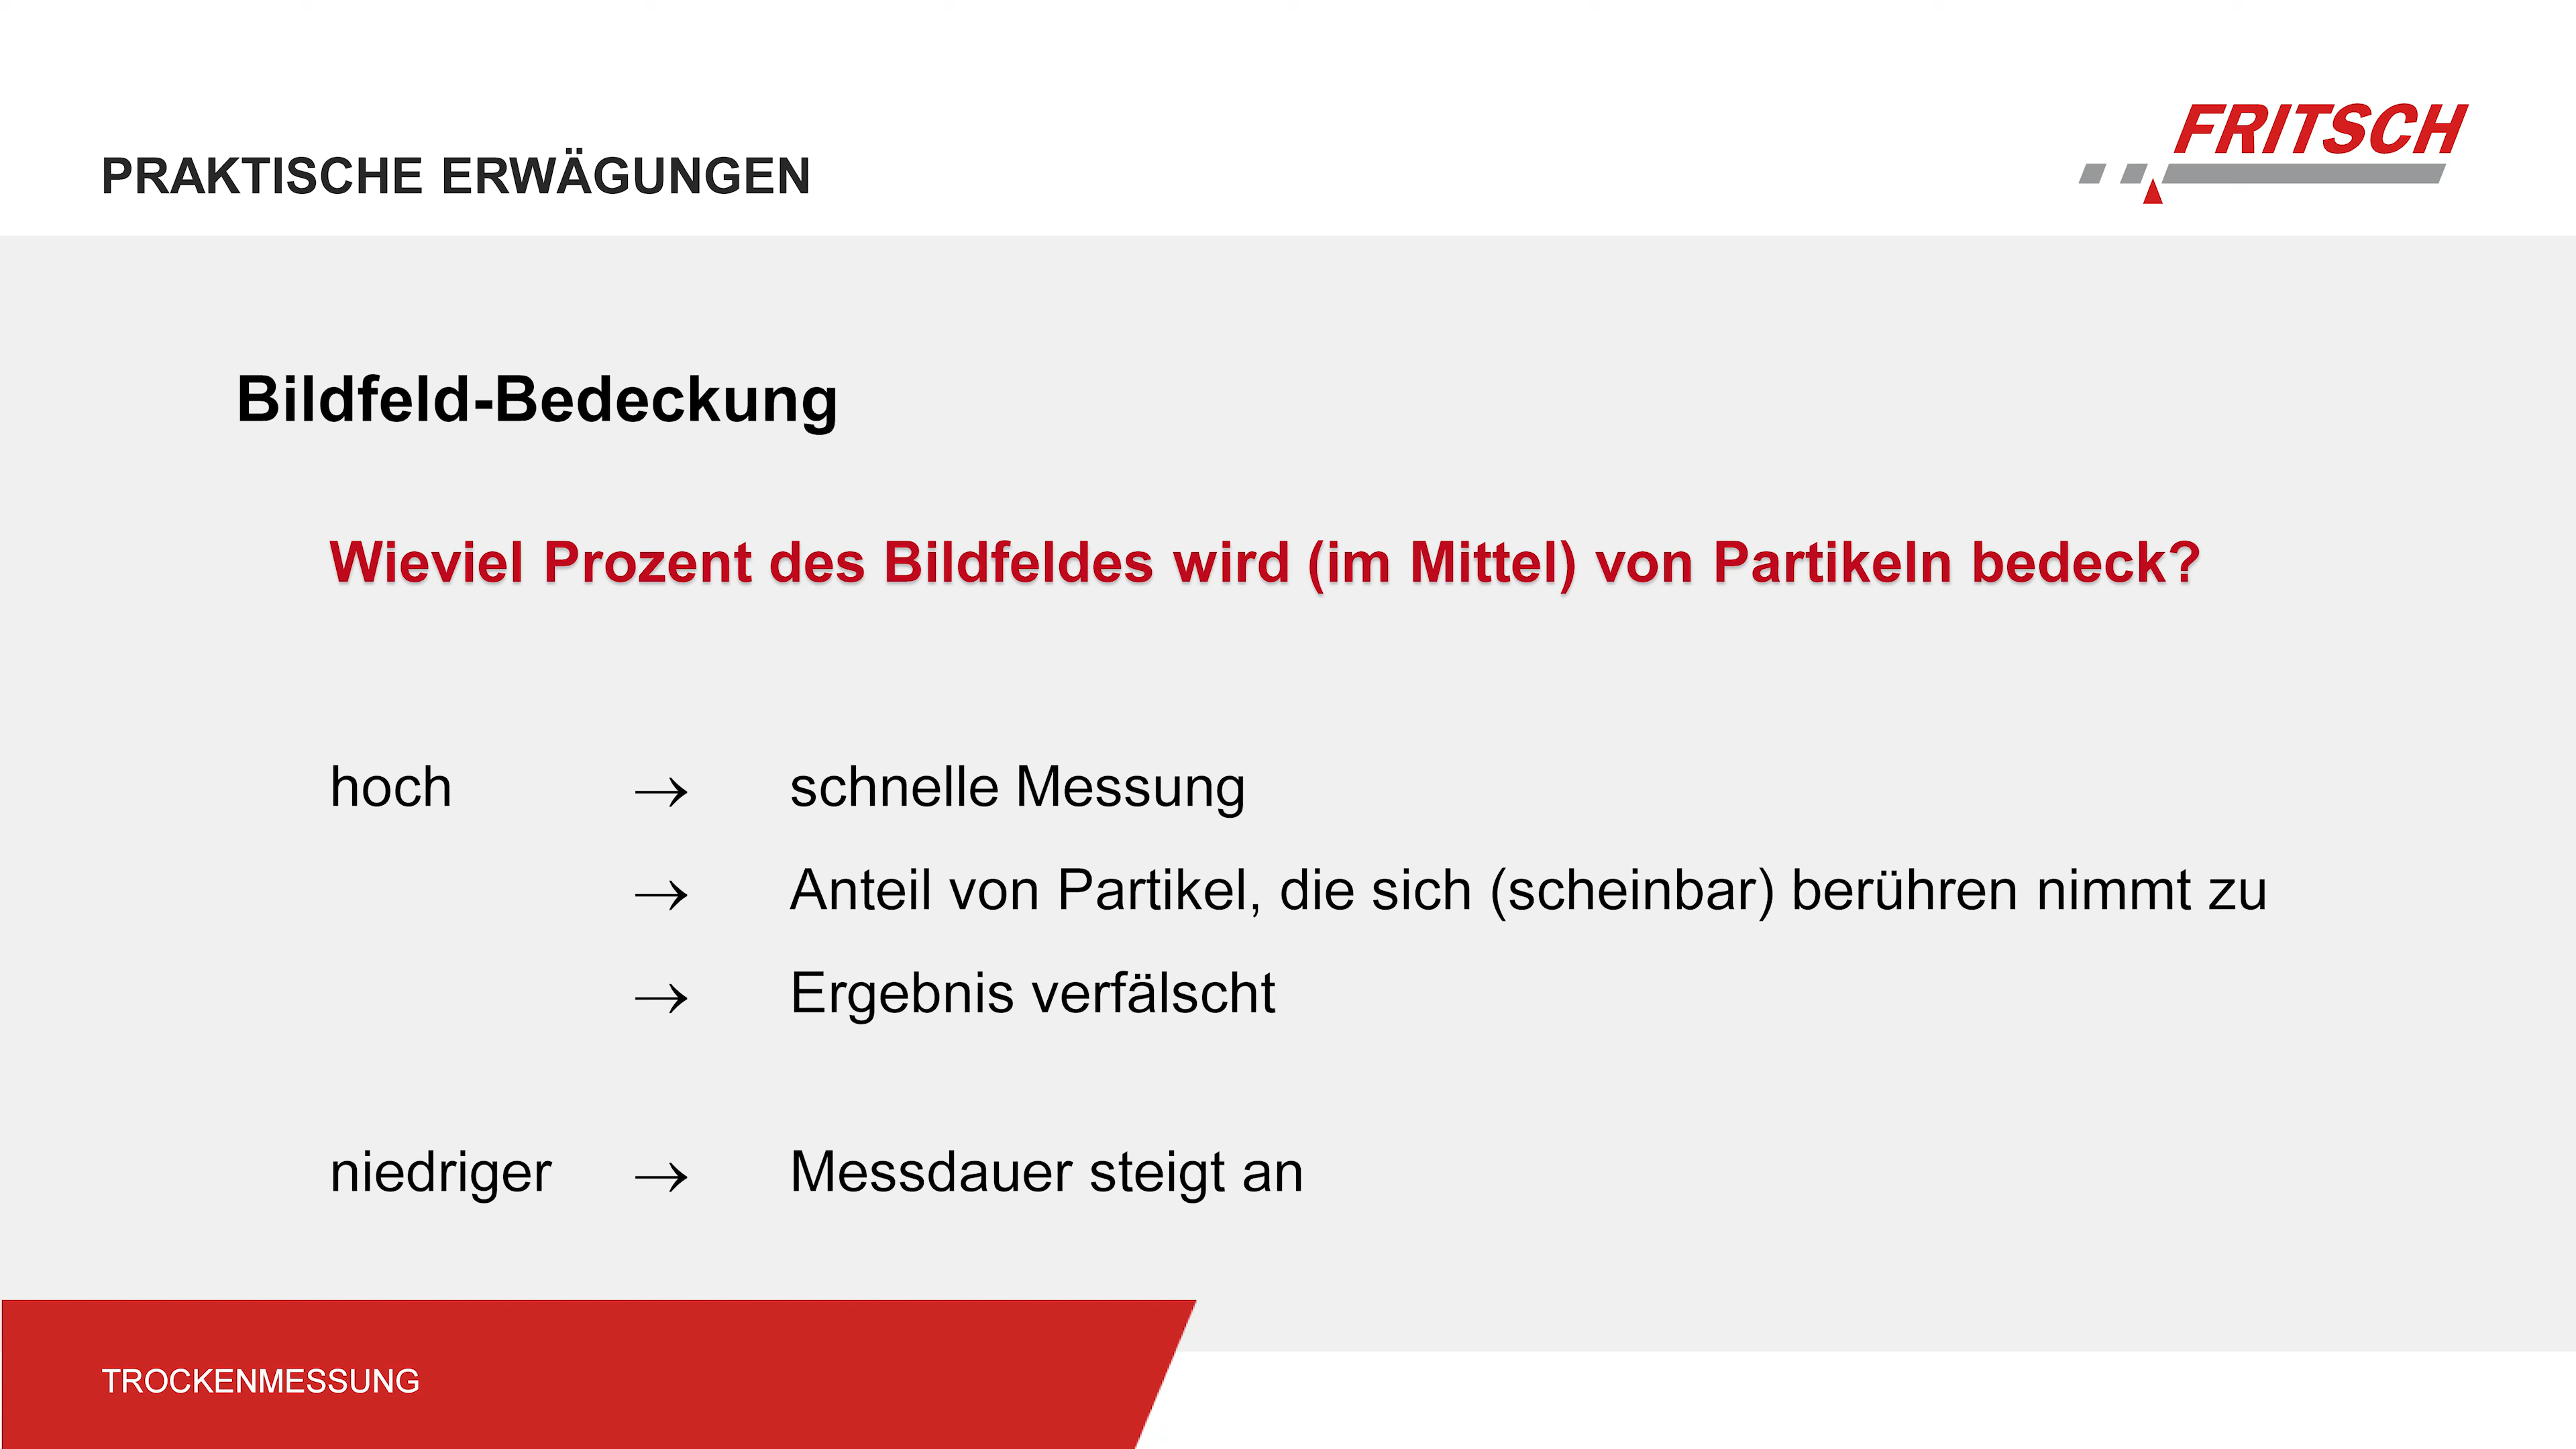 PRAKTISCHE ERWÄGUNGEN
FRITSCH
Bildfeld-Bedeckung
Wieviel Prozent des Bildfeldes wird (im Mittel) von Partikeln bedeck?
hoch → schnelle Messung
→ Anteil von Partikel, die sich (scheinbar) berühren nimmt zu
→ Ergebnis verfälscht
niedriger → Messdauer steigt an
TROCKENMESSUNG